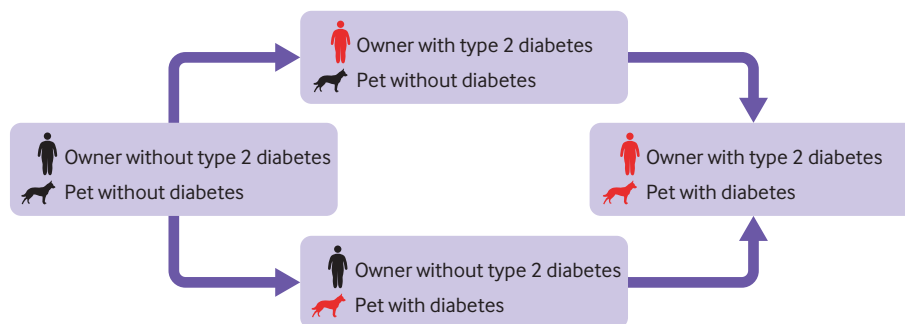 Owner with type 2 diabetes
Pet without diabetes
Owner without type 2 diabetes
Pet without diabetes
Owner with type 2 diabetes
Pet with diabetes
Owner without type 2 diabetes
Pet with diabetes